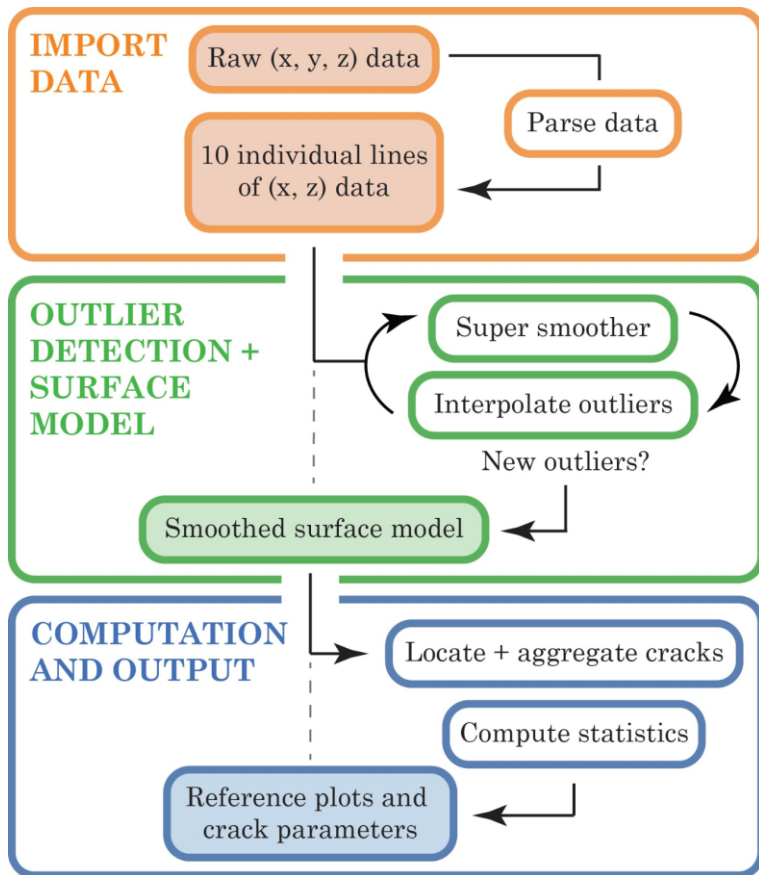 IMPORT
DATA
Raw (x, y, z) data
Parse data
10 individual lines
of (x, z) data
OUTLIER
DETECTION +
SURFACE
MODEL
Super smoother
Interpolate outliers
New outliers?
Smoothed surface model
COMPUTATION
AND OUTPUT
Locate + aggregate cracks
Compute statistics
Reference plots and
crack parameters